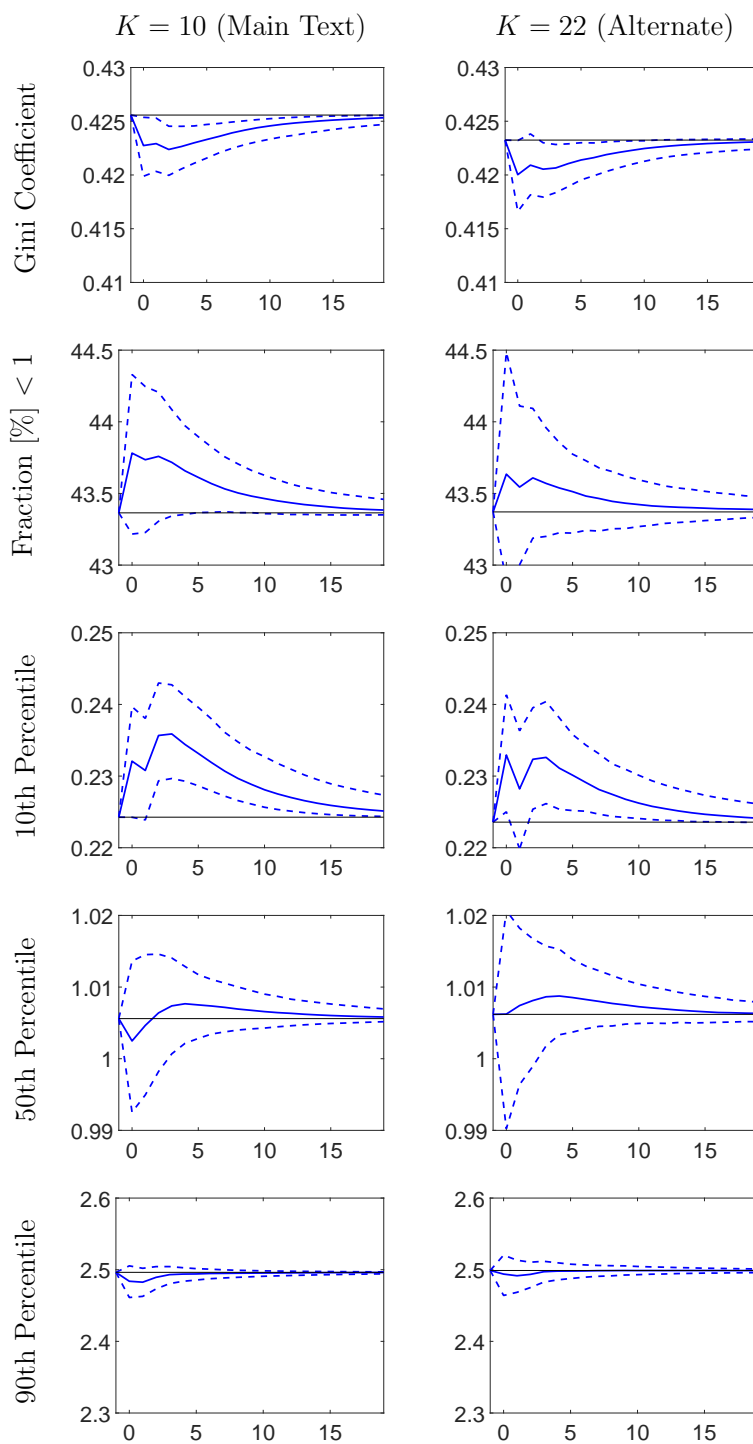 K = 10 (Main Text)
K = 22 (Alternate)
Gini Coefficient
0.43
0.425
0.42
0.415
0.41
0 5 10 15
0.43
0.425
0.42
0.415
0.41
0 5 10 15
Fraction [%] < 1
44.5
44
43.5
43
0 5 10 15
44.5
44
43.5
43
0 5 10 15
10th Percentile
0.25
0.24
0.23
0.22
0 5 10 15
0.25
0.24
0.23
0.22
0 5 10 15
50th Percentile
1.02
1.01
1
0.99
0 5 10 15
1.02
1.01
1
0.99
0 5 10 15
90th Percentile
2.6
2.5
2.4
2.3
0 5 10 15
2.6
2.5
2.4
2.3
0 5 10 15